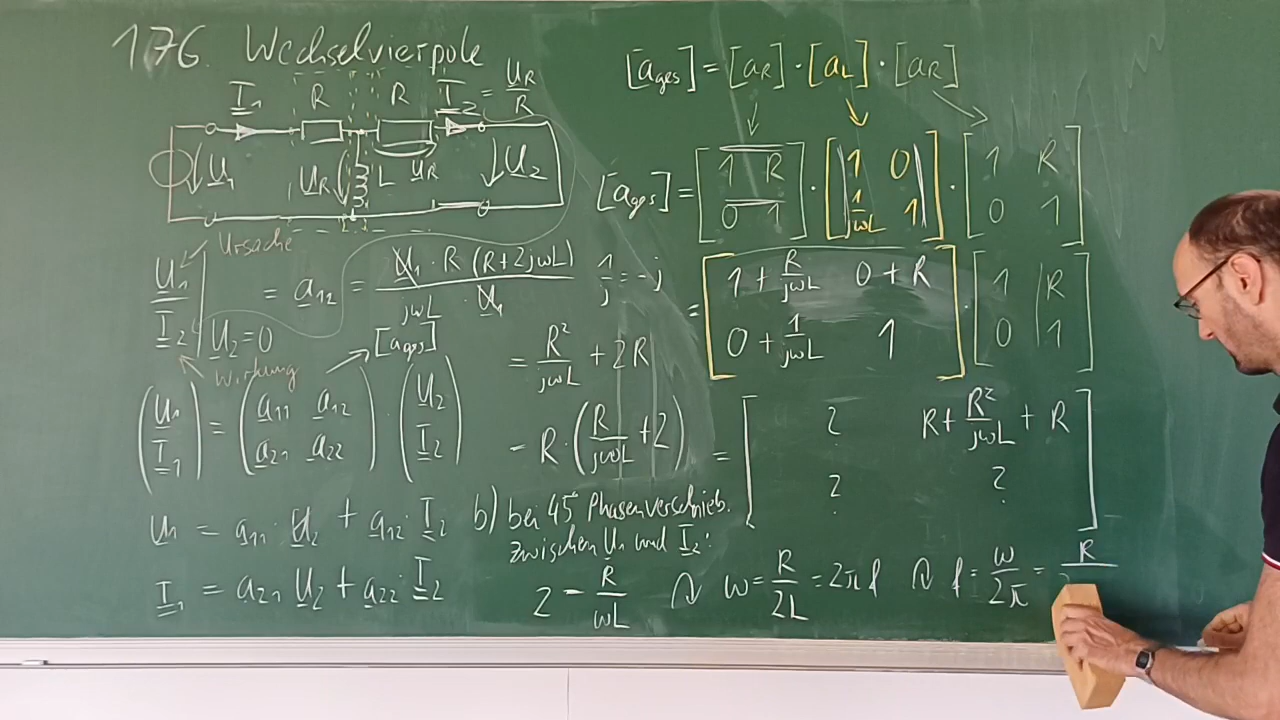 176. Wechselvierpole
I₁ R R I₂ = U_R/R
U₁ U_R L U_R U₂
Ursache
U₁/I₂ | U₂=0 = a₁₂ = U₁ · R (R+2jωL) / jωL · U₁
1/j = -j
Wirkung
[a_ges]
= R²/jωL + 2R
(U₁ I₁) = (a₁₁ a₁₂ a₂₁ a₂₂) · (U₂ I₂)
= R · (R/jωL + 2)
U₁ = a₁₁ · U₂ + a₁₂ · I₂
I₁ = a₂₁ U₂ + a₂₂ · I₂
b) bei 45° Phasenverschieb.
zwischen U₁ und I₂:
2 = R/ωL ω = R/2L = 2πf f = ω/2π = R/
[a_ges] = [a_R] · [a_L] · [a_R]
[a_ges] = [1 R 0 1] · [1 0 1/jωL 1] · [1 R 0 1]
= [1 + R/jωL 0 + R 0 + 1/jωL 1] · [1 R 0 1]
= [? R + R²/jωL + R ? ?]